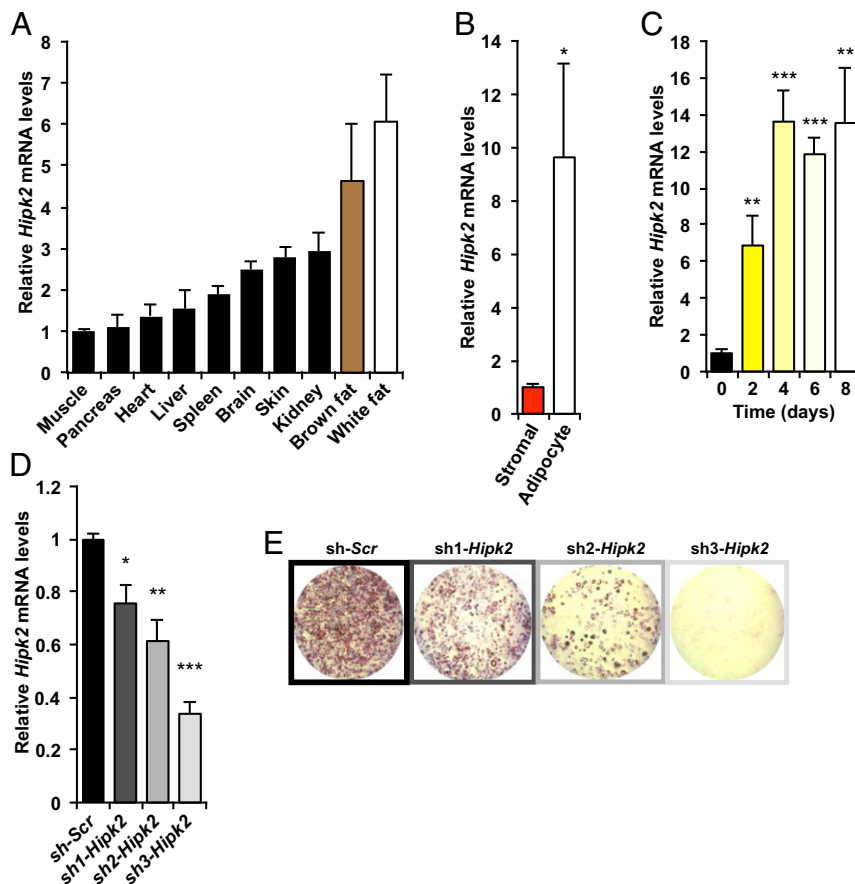 A
Relative Hipk2 mRNA levels
8
7
6
5
4
3
2
1
0
Muscle
Pancreas
Heart
Liver
Spleen
Brain
Skin
Kidney
Brown fat
White fat
B
Relative Hipk2 mRNA levels
14
12
10
8
6
4
2
0
*
Stromal
Adipocyte
C
Relative Hipk2 mRNA levels
18
16
14
12
10
8
6
4
2
0
**
***
***
**
0 2 4 6 8
Time (days)
D
Relative Hipk2 mRNA levels
1.2
1
0.8
0.6
0.4
0.2
0
*
**
***
sh-Scr
sh1-Hipk2
sh2-Hipk2
sh3-Hipk2
E
sh-Scr sh1-Hipk2 sh2-Hipk2 sh3-Hipk2